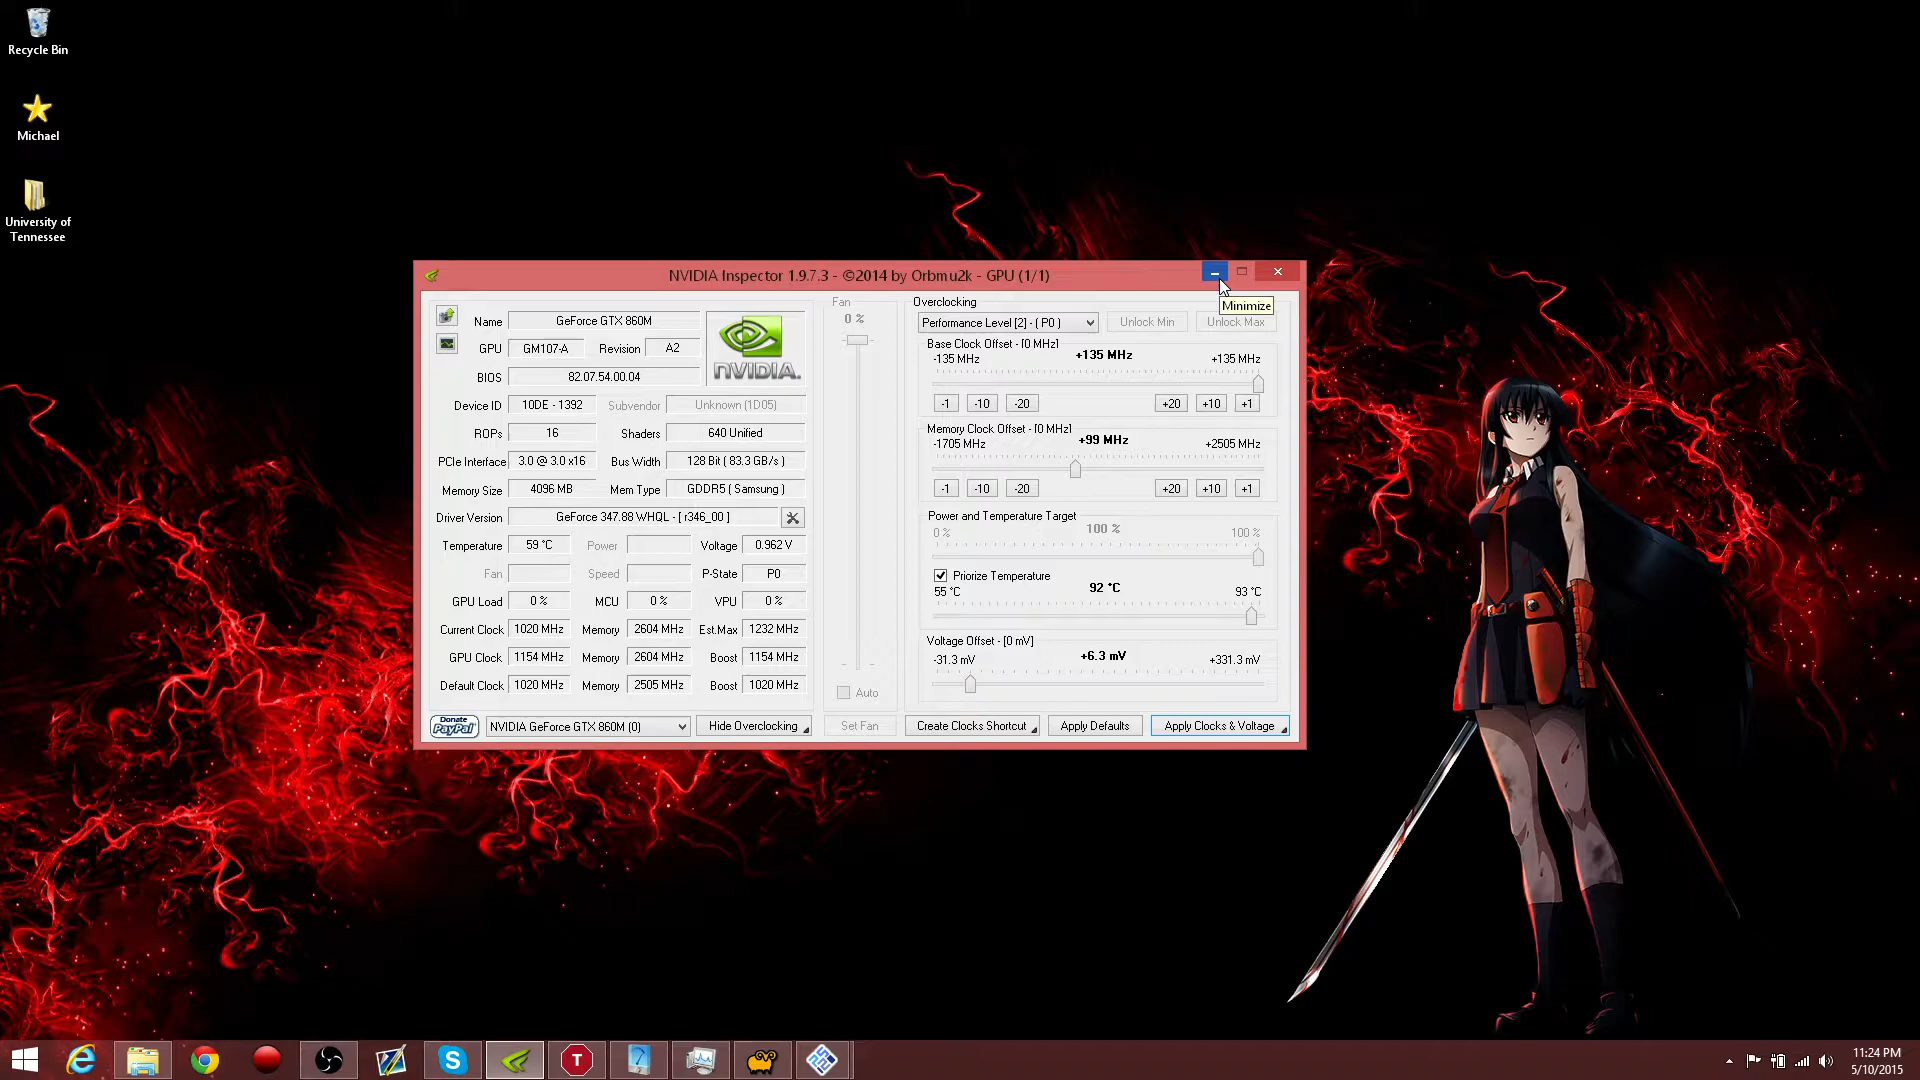 Recycle Bin
Michael
University of
Tennessee
NVIDIA Inspector 1.9.7.3 - ©2014 by Orbmu2k - GPU (1/1)
Minimize
Name GeForce GTX 860M
GPU GM107-A Revision A2
BIOS 82.07.54.00.04
NVIDIA.
Device ID 10DE - 1392 Subvendor Unknown (1D05)
ROPs 16 Shaders 640 Unified
PCIe Interface 3.0 @ 3.0 x16 Bus Width 128 Bit ( 83.3 GB/s )
Memory Size 4096 MB Mem Type GDDR5 ( Samsung )
Driver Version GeForce 347.88 WHQL - [ r346_00 ]
Temperature 59 °C Power Voltage 0.962 V
Fan Speed P-State P0
GPU Load 0 % MCU 0 % VPU 0 %
Current Clock 1020 MHz Memory 2604 MHz Est.Max 1232 MHz
GPU Clock 1154 MHz Memory 2604 MHz Boost 1154 MHz
Default Clock 1020 MHz Memory 2505 MHz Boost 1020 MHz
Donate
PayPal
NVIDIA GeForce GTX 860M (0)
Hide Overclocking
Fan
0 %
Auto
Set Fan
Overclocking
Performance Level [2] - ( P0 ) Unlock Min Unlock Max
Base Clock Offset - [0 MHz]
-135 MHz +135 MHz +135 MHz
-1 -10 -20 +20 +10 +1
Memory Clock Offset - [0 MHz]
-1705 MHz +99 MHz +2505 MHz
-1 -10 -20 +20 +10 +1
Power and Temperature Target
0 % 100 % 100 %
Priorize Temperature
55 °C 92 °C 93 °C
Voltage Offset - [0 mV]
-31.3 mV +6.3 mV +331.3 mV
Create Clocks Shortcut Apply Defaults Apply Clocks & Voltage
T
11:24 PM
5/10/2015